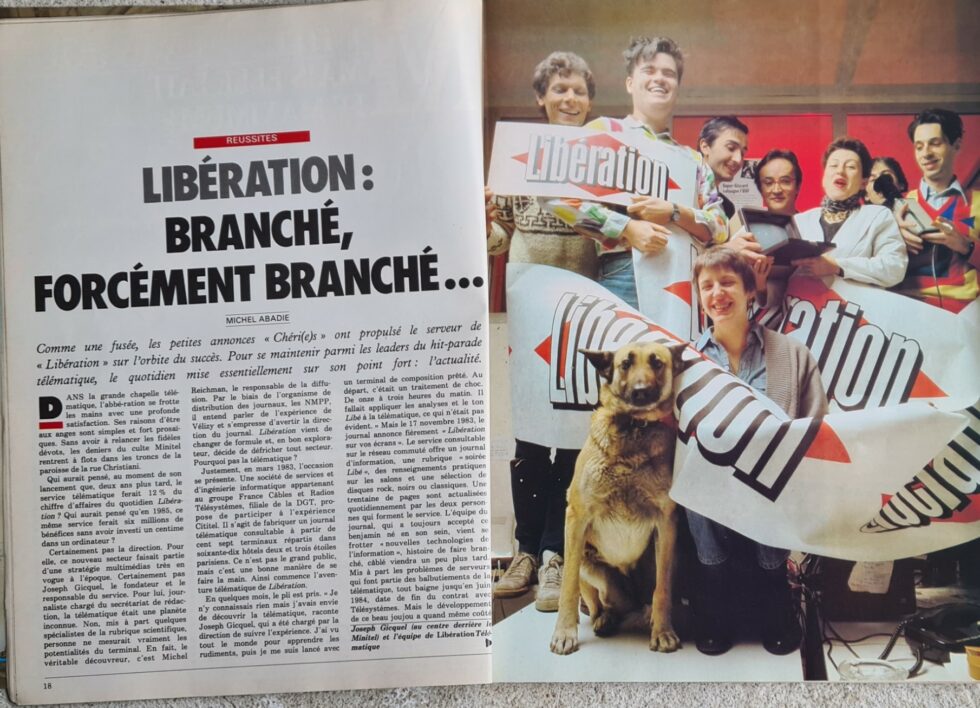 REUSSITES
LIBÉRATION :
BRANCHÉ,
FORCÉMENT BRANCHÉ...
MICHEL ABADIE
Comme une fusée, les petites annonces « Chéri(e)s » ont propulsé le serveur de
« Libération » sur l'orbite du succès. Pour se maintenir parmi les leaders du hit-parade
télématique, le quotidien mise essentiellement sur son point fort : l'actualité.
DANS la grande chapelle télé-
matique, l'abbé-ration se frotte
les mains avec une profonde
satisfaction. Ses raisons d'être
aux anges sont simples et fort prosaï-
ques. Sans avoir à relancer les fidèles
dévots, les deniers du culte Minitel
rentrent à flots dans les troncs de la
paroisse de la rue Christiani.
Qui aurait pensé, au moment de son
lancement que, deux ans plus tard, le
service télématique ferait 12 % du
chiffre d'affaires du quotidien Libéra-
tion ? Qui aurait pensé qu'en 1985, ce
même service ferait six millions de
bénéfices sans avoir investi un centime
dans un ordinateur ?
Certainement pas la direction. Pour
elle, ce nouveau secteur faisait partie
d'une stratégie multimédias très en
vogue à l'époque. Certainement pas
Joseph Gicquel, le fondateur et le
responsable du service. Pour lui, jour-
naliste chargé du secrétariat de rédac-
tion, la télématique était une planète
inconnue. Non, mis à part quelques
spécialistes de la rubrique scientifique,
personne ne mesurait vraiment les
potentialités du terminal. En fait, le
véritable découvreur, c'est Michel
Reichman, le responsable de la diffu-
sion. Par le biais de l'organisme de
distribution des journaux, les NMPP,
il entend parler de l'expérience de
Vélizy et s'empresse d'avertir la direc-
tion du journal. Libération vient de
changer de formule et, en bon explora-
teur, décide de défricher tout secteur.
Pourquoi pas la télématique ?
Justement, en mars 1983, l'occasion
se présente. Une société de services et
d'ingénierie informatique appartenant
au groupe France Câbles et Radios
Télésystèmes, filiale de la DGT, pro-
pose de participer à l'expérience
Cititel. Il s'agit de fabriquer un journal
télématique consultable à partir de
cent sept terminaux répartis dans
soixante-dix hôtels deux et trois étoiles
parisiens. Ce n'est pas le grand public,
mais c'est une bonne manière de se
faire la main. Ainsi commence l'aven-
ture télématique de Libération.
En quelques mois, le pli est pris. « Je
n'y connaissais rien mais j'avais envie
de découvrir la télématique, raconte
Joseph Gicquel, qui a été chargé par la
direction de suivre l'expérience. J'ai vu
tout le monde pour apprendre les
rudiments, puis je me suis lancé avec
un terminal de composition prêté. Au
départ, c'était un traitement de choc.
De onze à trois heures du matin. Il
fallait appliquer les analyses et le ton
Libé à la télématique, ce qui n'était pas
évident. » Mais le 17 novembre 1983, le
journal annonce fièrement « Libération
sur vos écrans ». Le service consultable
sur le réseau commuté offre un journal
d'information, une rubrique « soirée
Libé », des renseignements pratiques
sur les salons et une sélection de
disques rock, noirs ou classiques. Une
trentaine de pages sont actualisées
quotidiennement par les deux person-
nes qui forment le service. L'équipe du
journal, qui a toujours accepté ce
benjamin né en son sein, vient se
frotter « nouvelles technologies de
l'information », histoire de faire bran-
ché, câblé viendra un peu plus tard.
Mis à part les problèmes de serveurs
qui font partie des balbutiements de la
télématique, tout baigne jusqu'en juin
1984, date de fin du contrat avec
Télésystèmes. Mais le développement
de ce beau joujou a quand même coûté
Joseph Gicquel (au centre derrière le
Minitel) et l'équipe de Libération Télé-
matique
18
Libération
Libération